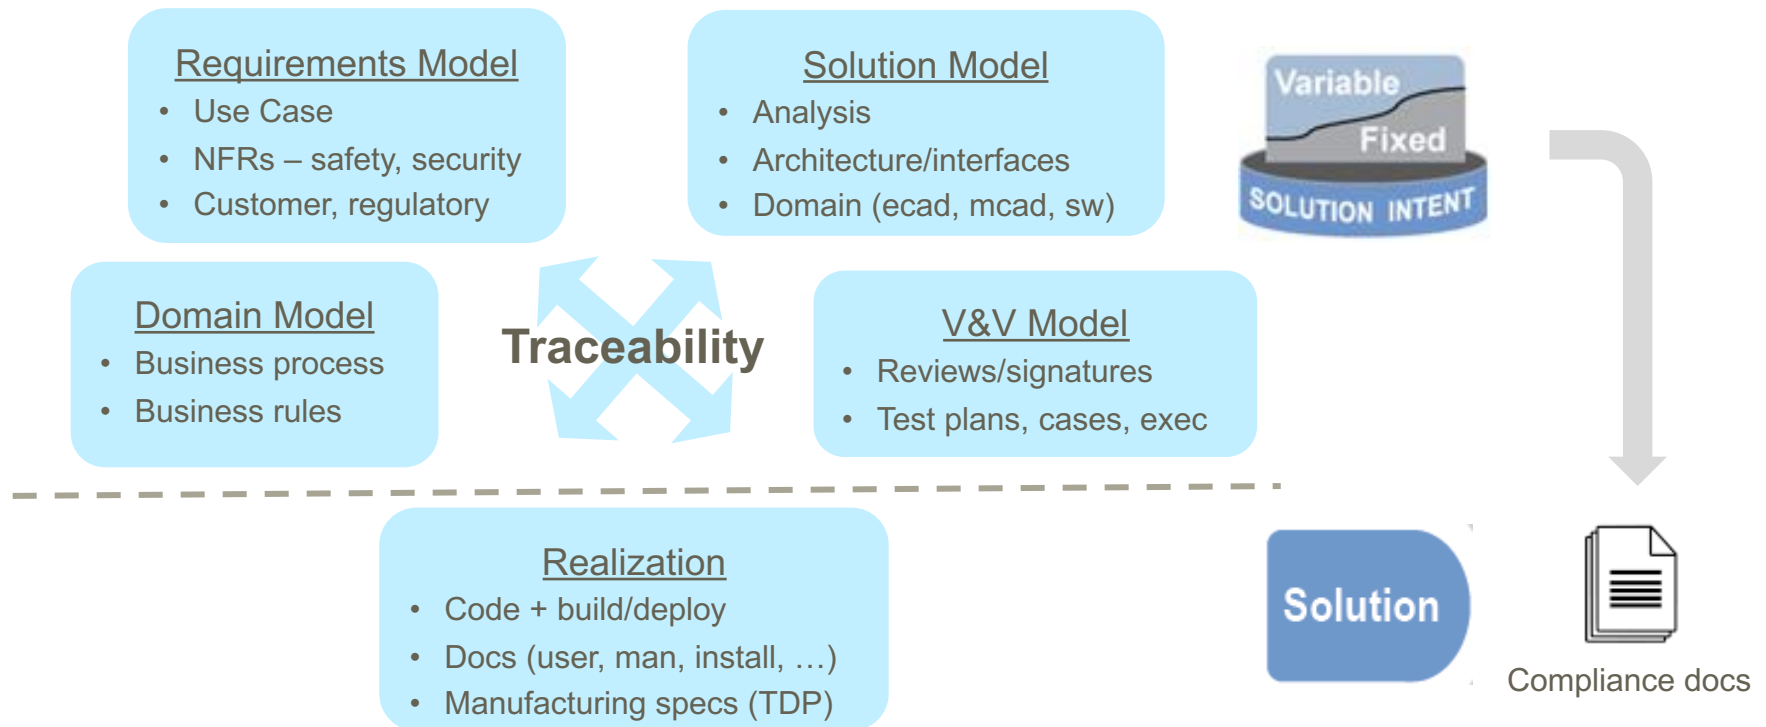 Requirements Model
• Use Case
• NFRs – safety, security
• Customer, regulatory
Solution Model
• Analysis
• Architecture/interfaces
• Domain (ecad, mcad, sw)
Variable
Fixed
SOLUTION INTENT
Domain Model
• Business process
• Business rules
Traceability
V&V Model
• Reviews/signatures
• Test plans, cases, exec
Realization
• Code + build/deploy
• Docs (user, man, install, …)
• Manufacturing specs (TDP)
Solution
Compliance docs